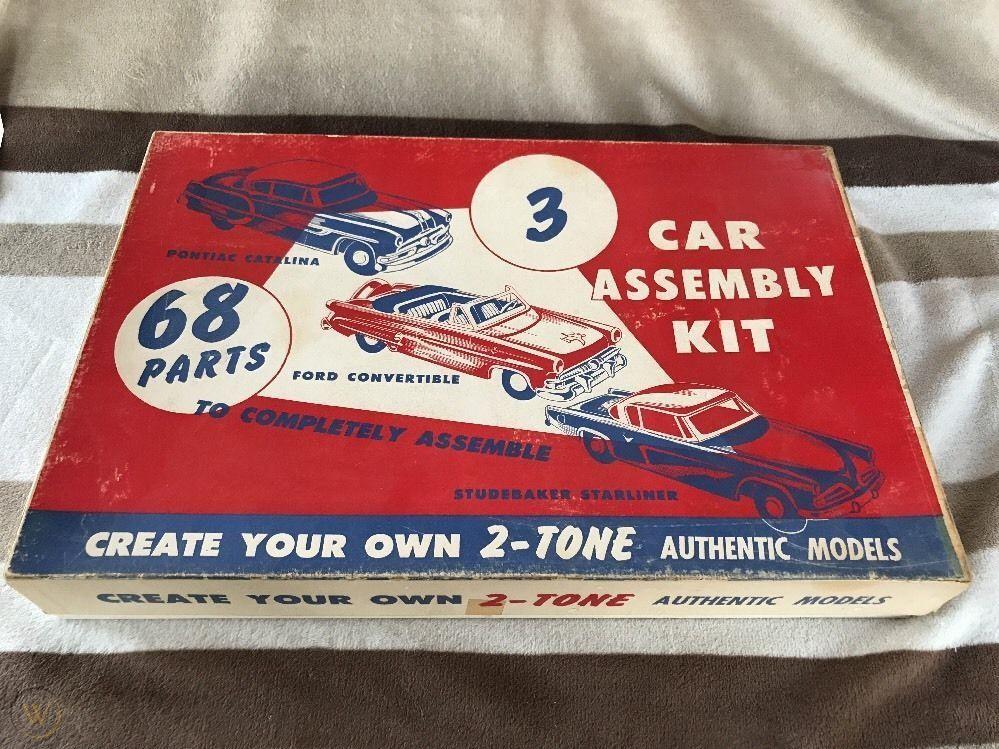 3
CAR
ASSEMBLY
KIT
PONTIAC CATALINA
68
PARTS
FORD CONVERTIBLE
TO COMPLETELY ASSEMBLE
STUDEBAKER STARLINER
CREATE YOUR OWN 2-TONE AUTHENTIC MODELS
CREATE YOUR OWN 2-TONE AUTHENTIC MODELS
W